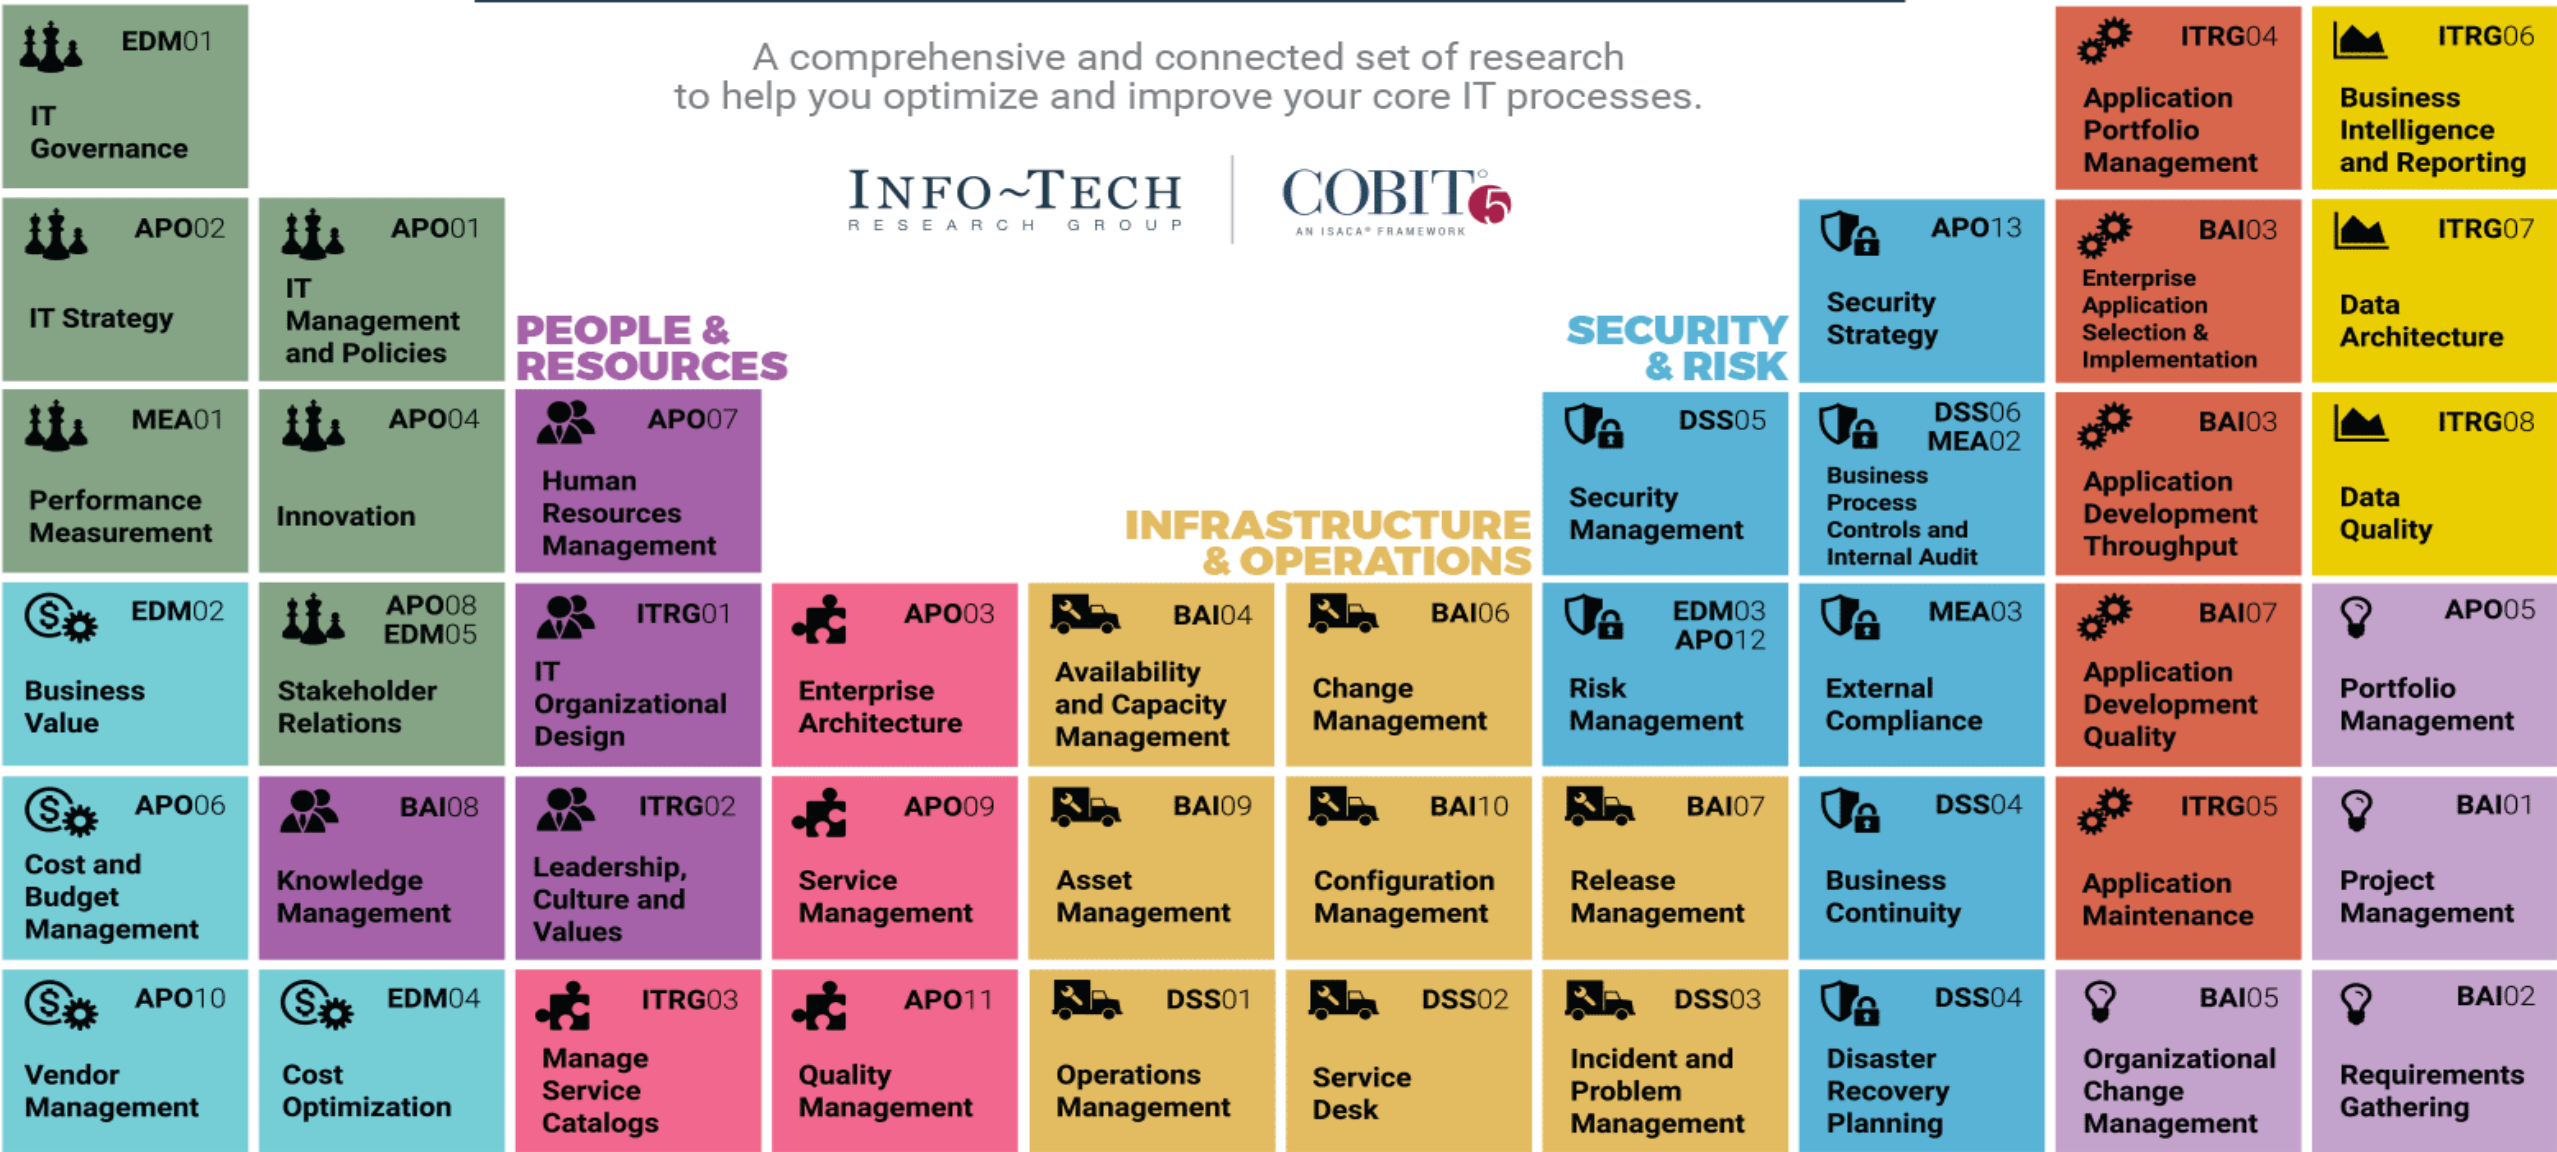 A comprehensive and connected set of research
to help you optimize and improve your core IT processes.
INFO~TECH
RESEARCH GROUP
COBIT 5
AN ISACA® FRAMEWORK
EDM01
IT
Governance
ITRG04
Application
Portfolio
Management
ITRG06
Business
Intelligence
and Reporting
APO02
IT Strategy
APO01
IT
Management
and Policies
PEOPLE &
RESOURCES
SECURITY
& RISK
APO13
Security
Strategy
BAI03
Enterprise
Application
Selection &
Implementation
ITRG07
Data
Architecture
MEA01
Performance
Measurement
APO04
Innovation
APO07
Human
Resources
Management
INFRASTRUCTURE
& OPERATIONS
DSS05
Security
Management
DSS06
MEA02
Business
Process
Controls and
Internal Audit
BAI03
Application
Development
Throughput
ITRG08
Data
Quality
EDM02
Business
Value
APO08
EDM05
Stakeholder
Relations
ITRG01
IT
Organizational
Design
APO03
Enterprise
Architecture
BAI04
Availability
and Capacity
Management
BAI06
Change
Management
EDM03
APO12
Risk
Management
MEA03
External
Compliance
BAI07
Application
Development
Quality
APO05
Portfolio
Management
APO06
Cost and
Budget
Management
BAI08
Knowledge
Management
ITRG02
Leadership,
Culture and
Values
APO09
Service
Management
BAI09
Asset
Management
BAI10
Configuration
Management
BAI07
Release
Management
DSS04
Business
Continuity
ITRG05
Application
Maintenance
BAI01
Project
Management
APO10
Vendor
Management
EDM04
Cost
Optimization
ITRG03
Manage
Service
Catalogs
APO11
Quality
Management
DSS01
Operations
Management
DSS02
Service
Desk
DSS03
Incident and
Problem
Management
DSS04
Disaster
Recovery
Planning
BAI05
Organizational
Change
Management
BAI02
Requirements
Gathering